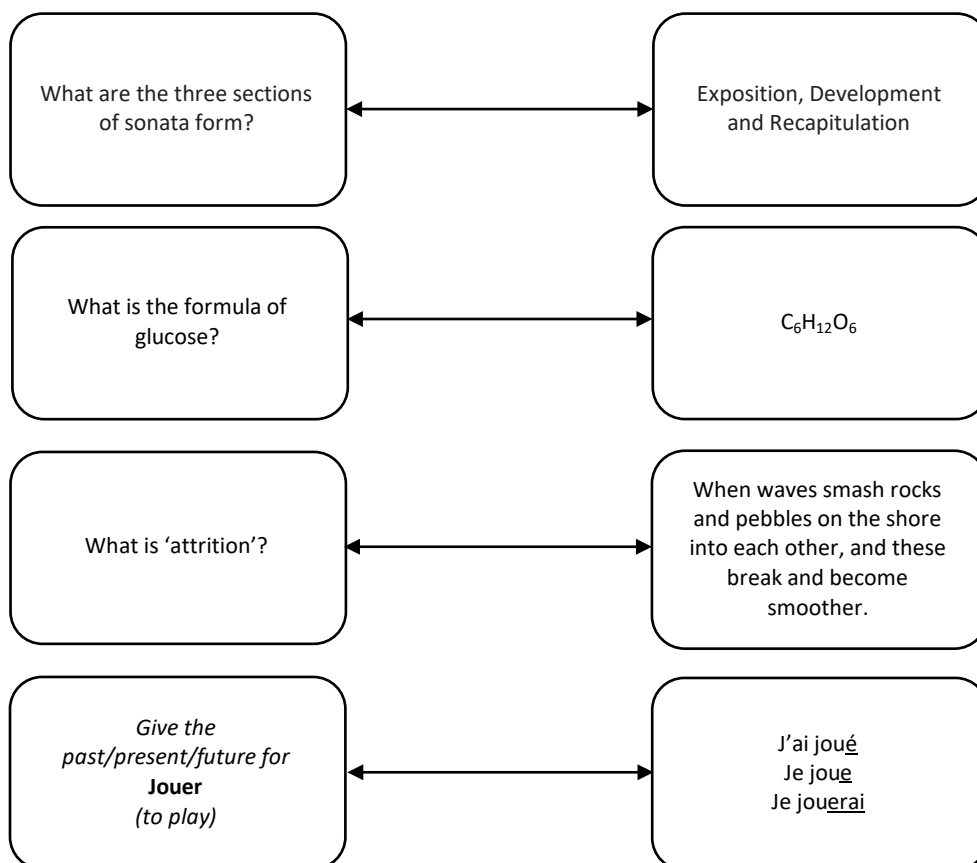 What are the three sections
of sonata form?
Exposition, Development
and Recapitulation
What is the formula of
glucose?
C₆H₁₂O₆
What is ‘attrition’?
When waves smash rocks
and pebbles on the shore
into each other, and these
break and become
smoother.
Give the
past/present/future for
Jouer
(to play)
J’ai joué
Je joue
Je jouerai